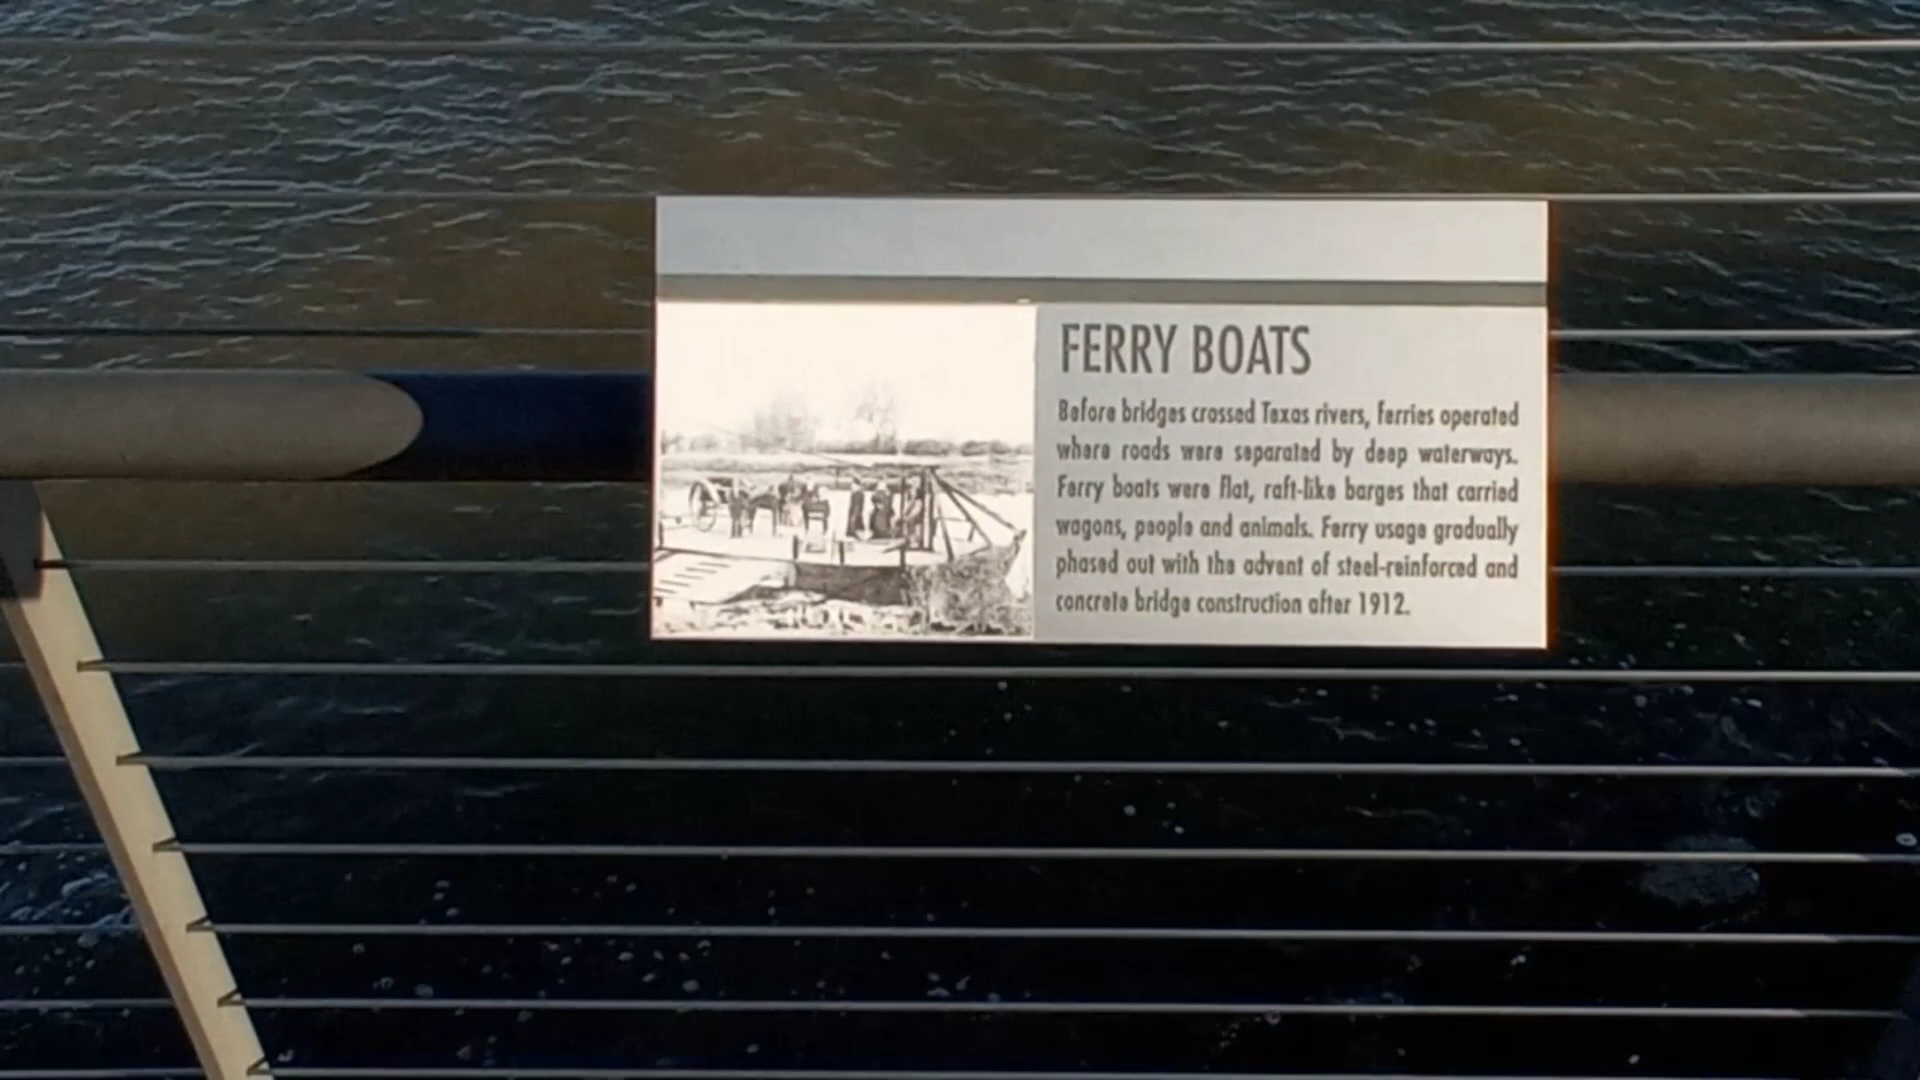 FERRY BOATS
Before bridges crossed Texas rivers, ferries operated
where roads were separated by deep waterways.
Ferry boats were flat, raft-like barges that carried
wagons, people and animals. Ferry usage gradually
phased out with the advent of steel-reinforced and
concrete bridge construction after 1912.